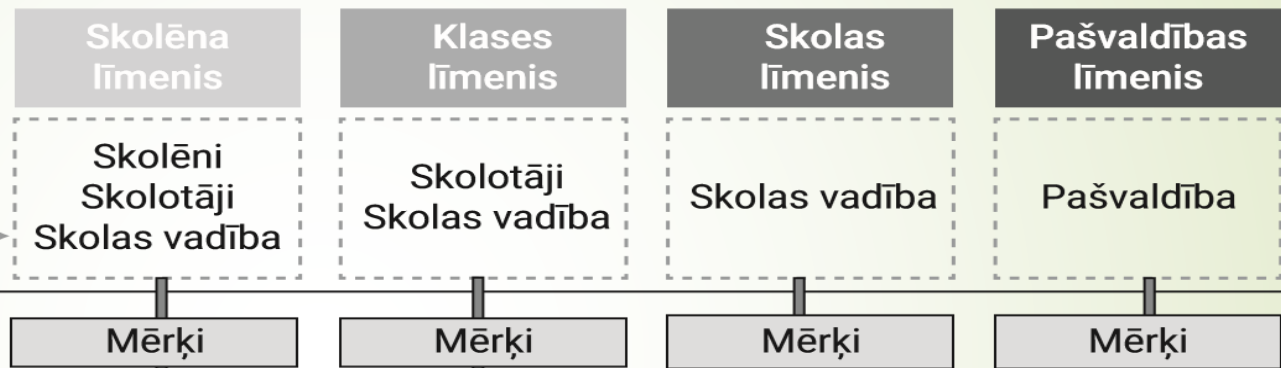 Skolēna
līmenis
Klases
līmenis
Skolas
līmenis
Pašvaldības
līmenis
Skolēni
Skolotāji
Skolas vadība
Skolotāji
Skolas vadība
Skolas vadība
Pašvaldība
Mērķi
Mērķi
Mērķi
Mērķi